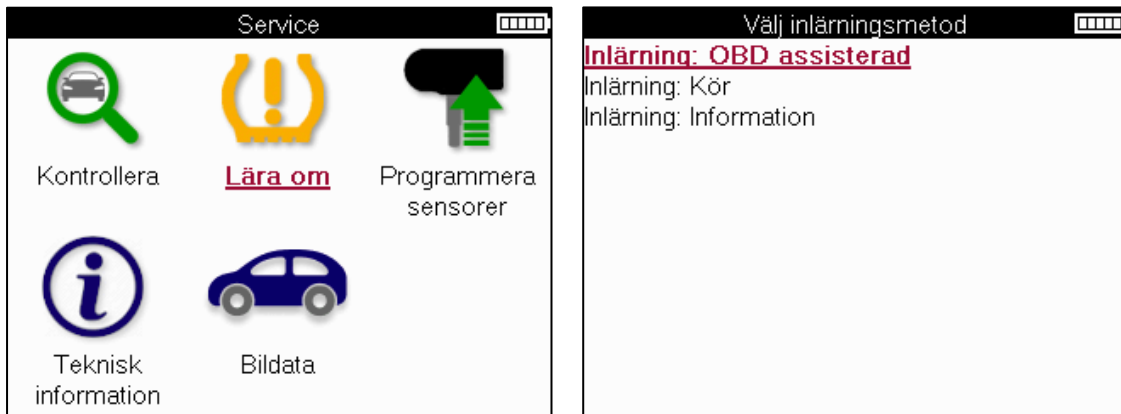 Service
Kontrollera
Lära om
Programmera
sensorer
Teknisk
information
Bildata
Välj inlärningsmetod
Inlärning: OBD assisterad
Inlärning: Kör
Inlärning: Information